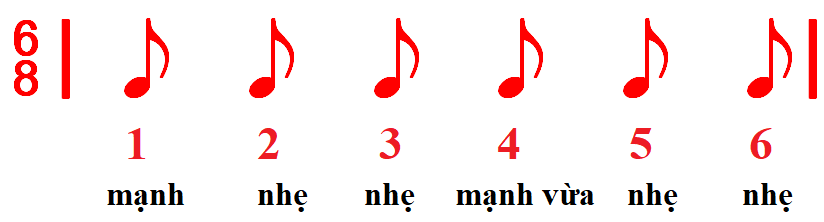 6
8
1 2 3 4 5 6
mạnh nhẹ nhẹ mạnh vừa nhẹ nhẹ